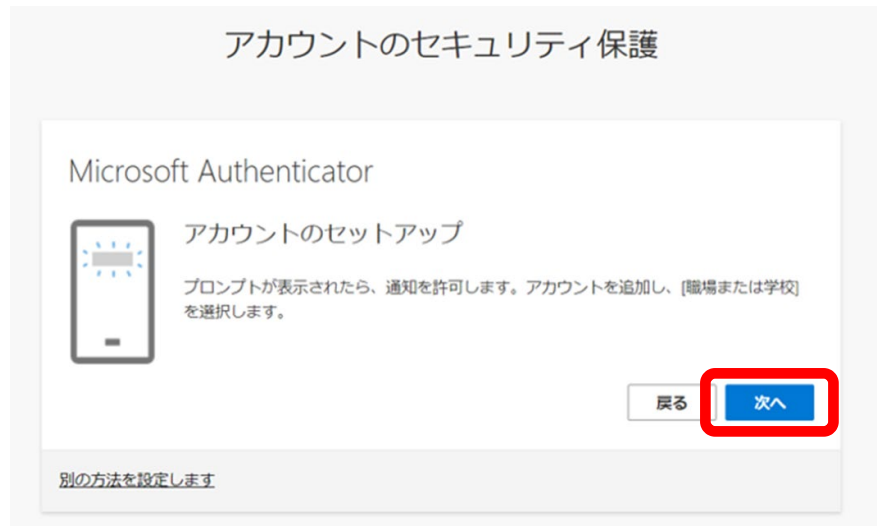 アカウントのセキュリティ保護
Microsoft Authenticator
アカウントのセットアップ
プロンプトが表示されたら、通知を許可します。アカウントを追加し、[職場または学校]
を選択します。
戻る
次へ
別の方法を設定します